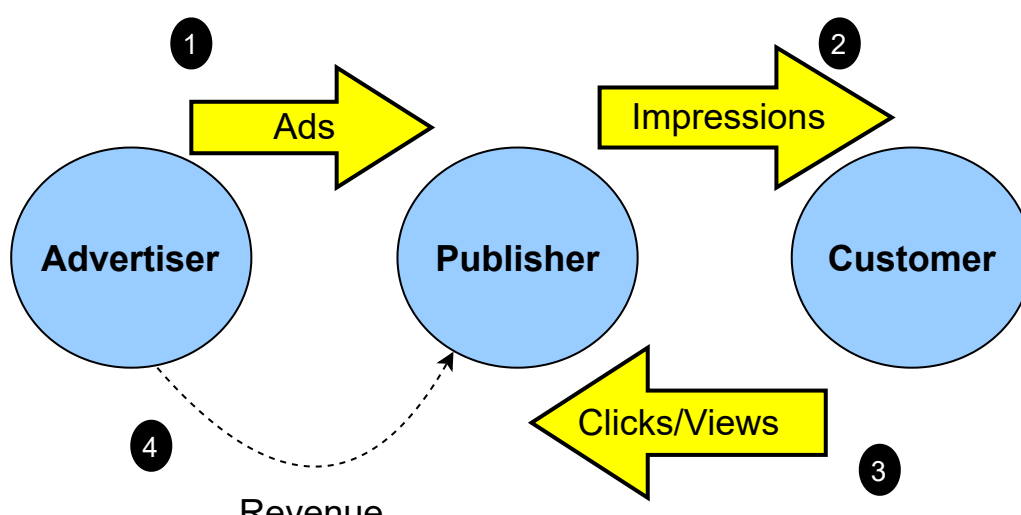 1
2
Ads
Impressions
Advertiser
Publisher
Customer
Clicks/Views
4
3
Revenue